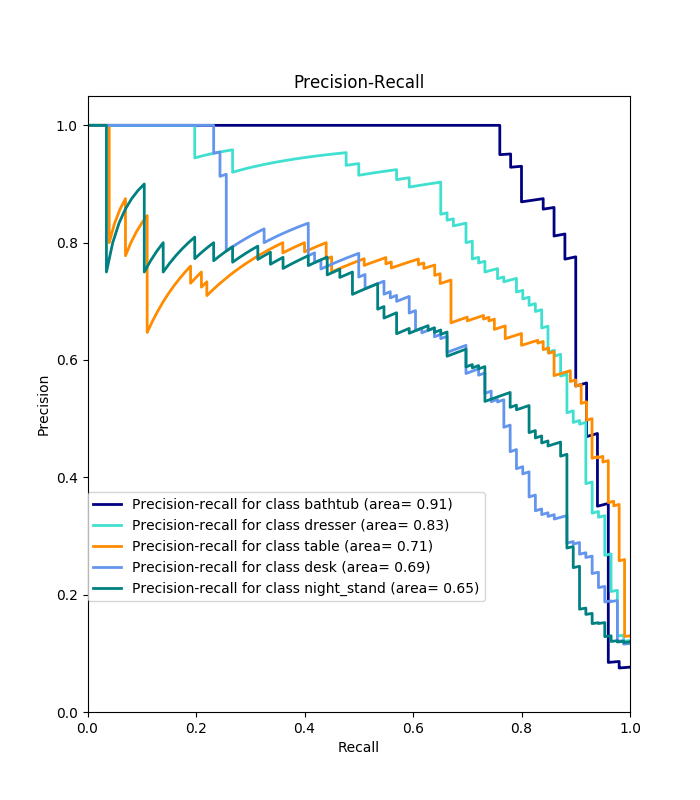 Precision-Recall
1.0
0.8
0.6
0.4
0.2
0.0
Precision
Precision-recall for class bathtub (area= 0.91)
Precision-recall for class dresser (area= 0.83)
Precision-recall for class table (area= 0.71)
Precision-recall for class desk (area= 0.69)
Precision-recall for class night_stand (area= 0.65)
0.0 0.2 0.4 0.6 0.8 1.0
Recall